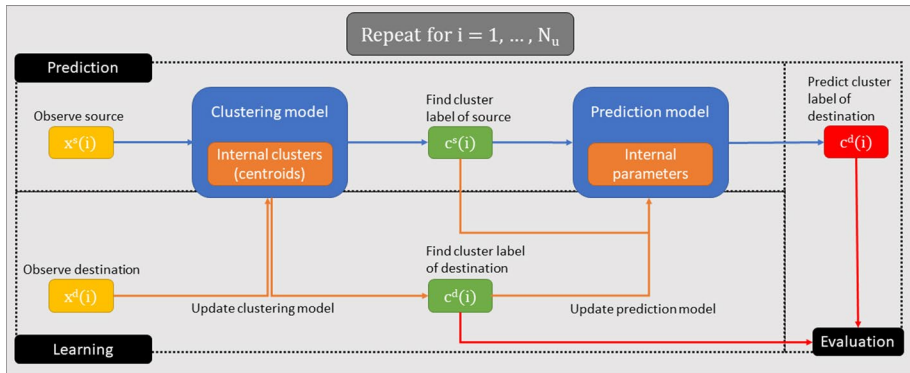 Repeat for i = 1, ..., Nᵤ
Prediction
Observe source
xˢ(i)
Clustering model
Internal clusters
(centroids)
Find cluster
label of source
cˢ(i)
Prediction model
Internal
parameters
Predict cluster
label of
destination
cᵈ(i)
Observe destination
xᵈ(i)
Update clustering model
Find cluster label
of destination
cᵈ(i)
Update prediction model
Learning
Evaluation